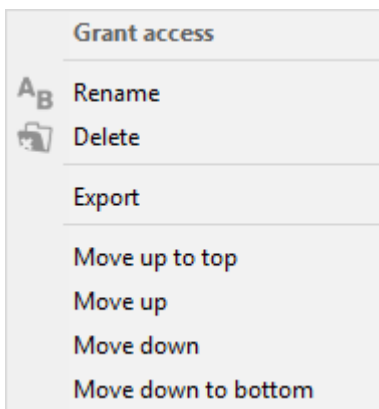 Grant access
Rename
Delete
Export
Move up to top
Move up
Move down
Move down to bottom